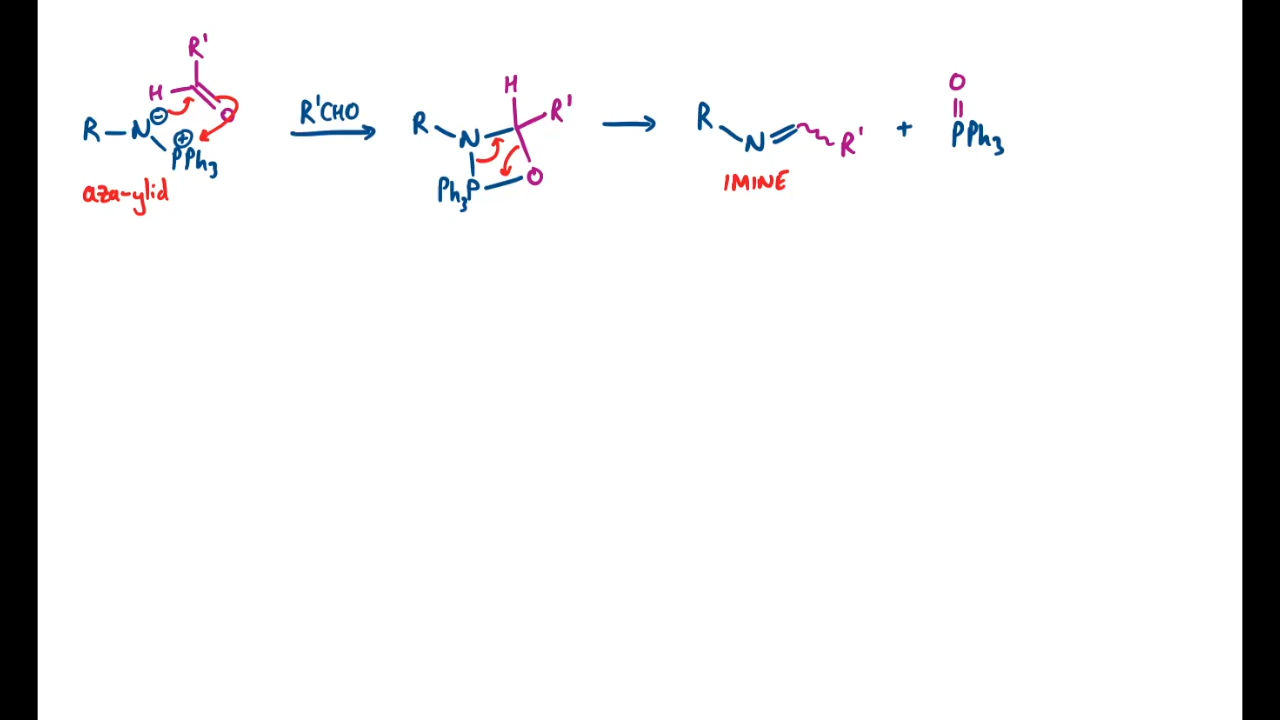 R'
H
O
R–N⊖
⊕
PPh₃
aza-ylid
R'CHO
H
R
N
R'
Ph₃P
O
R
N
R'
IMINE
+
O
PPh₃